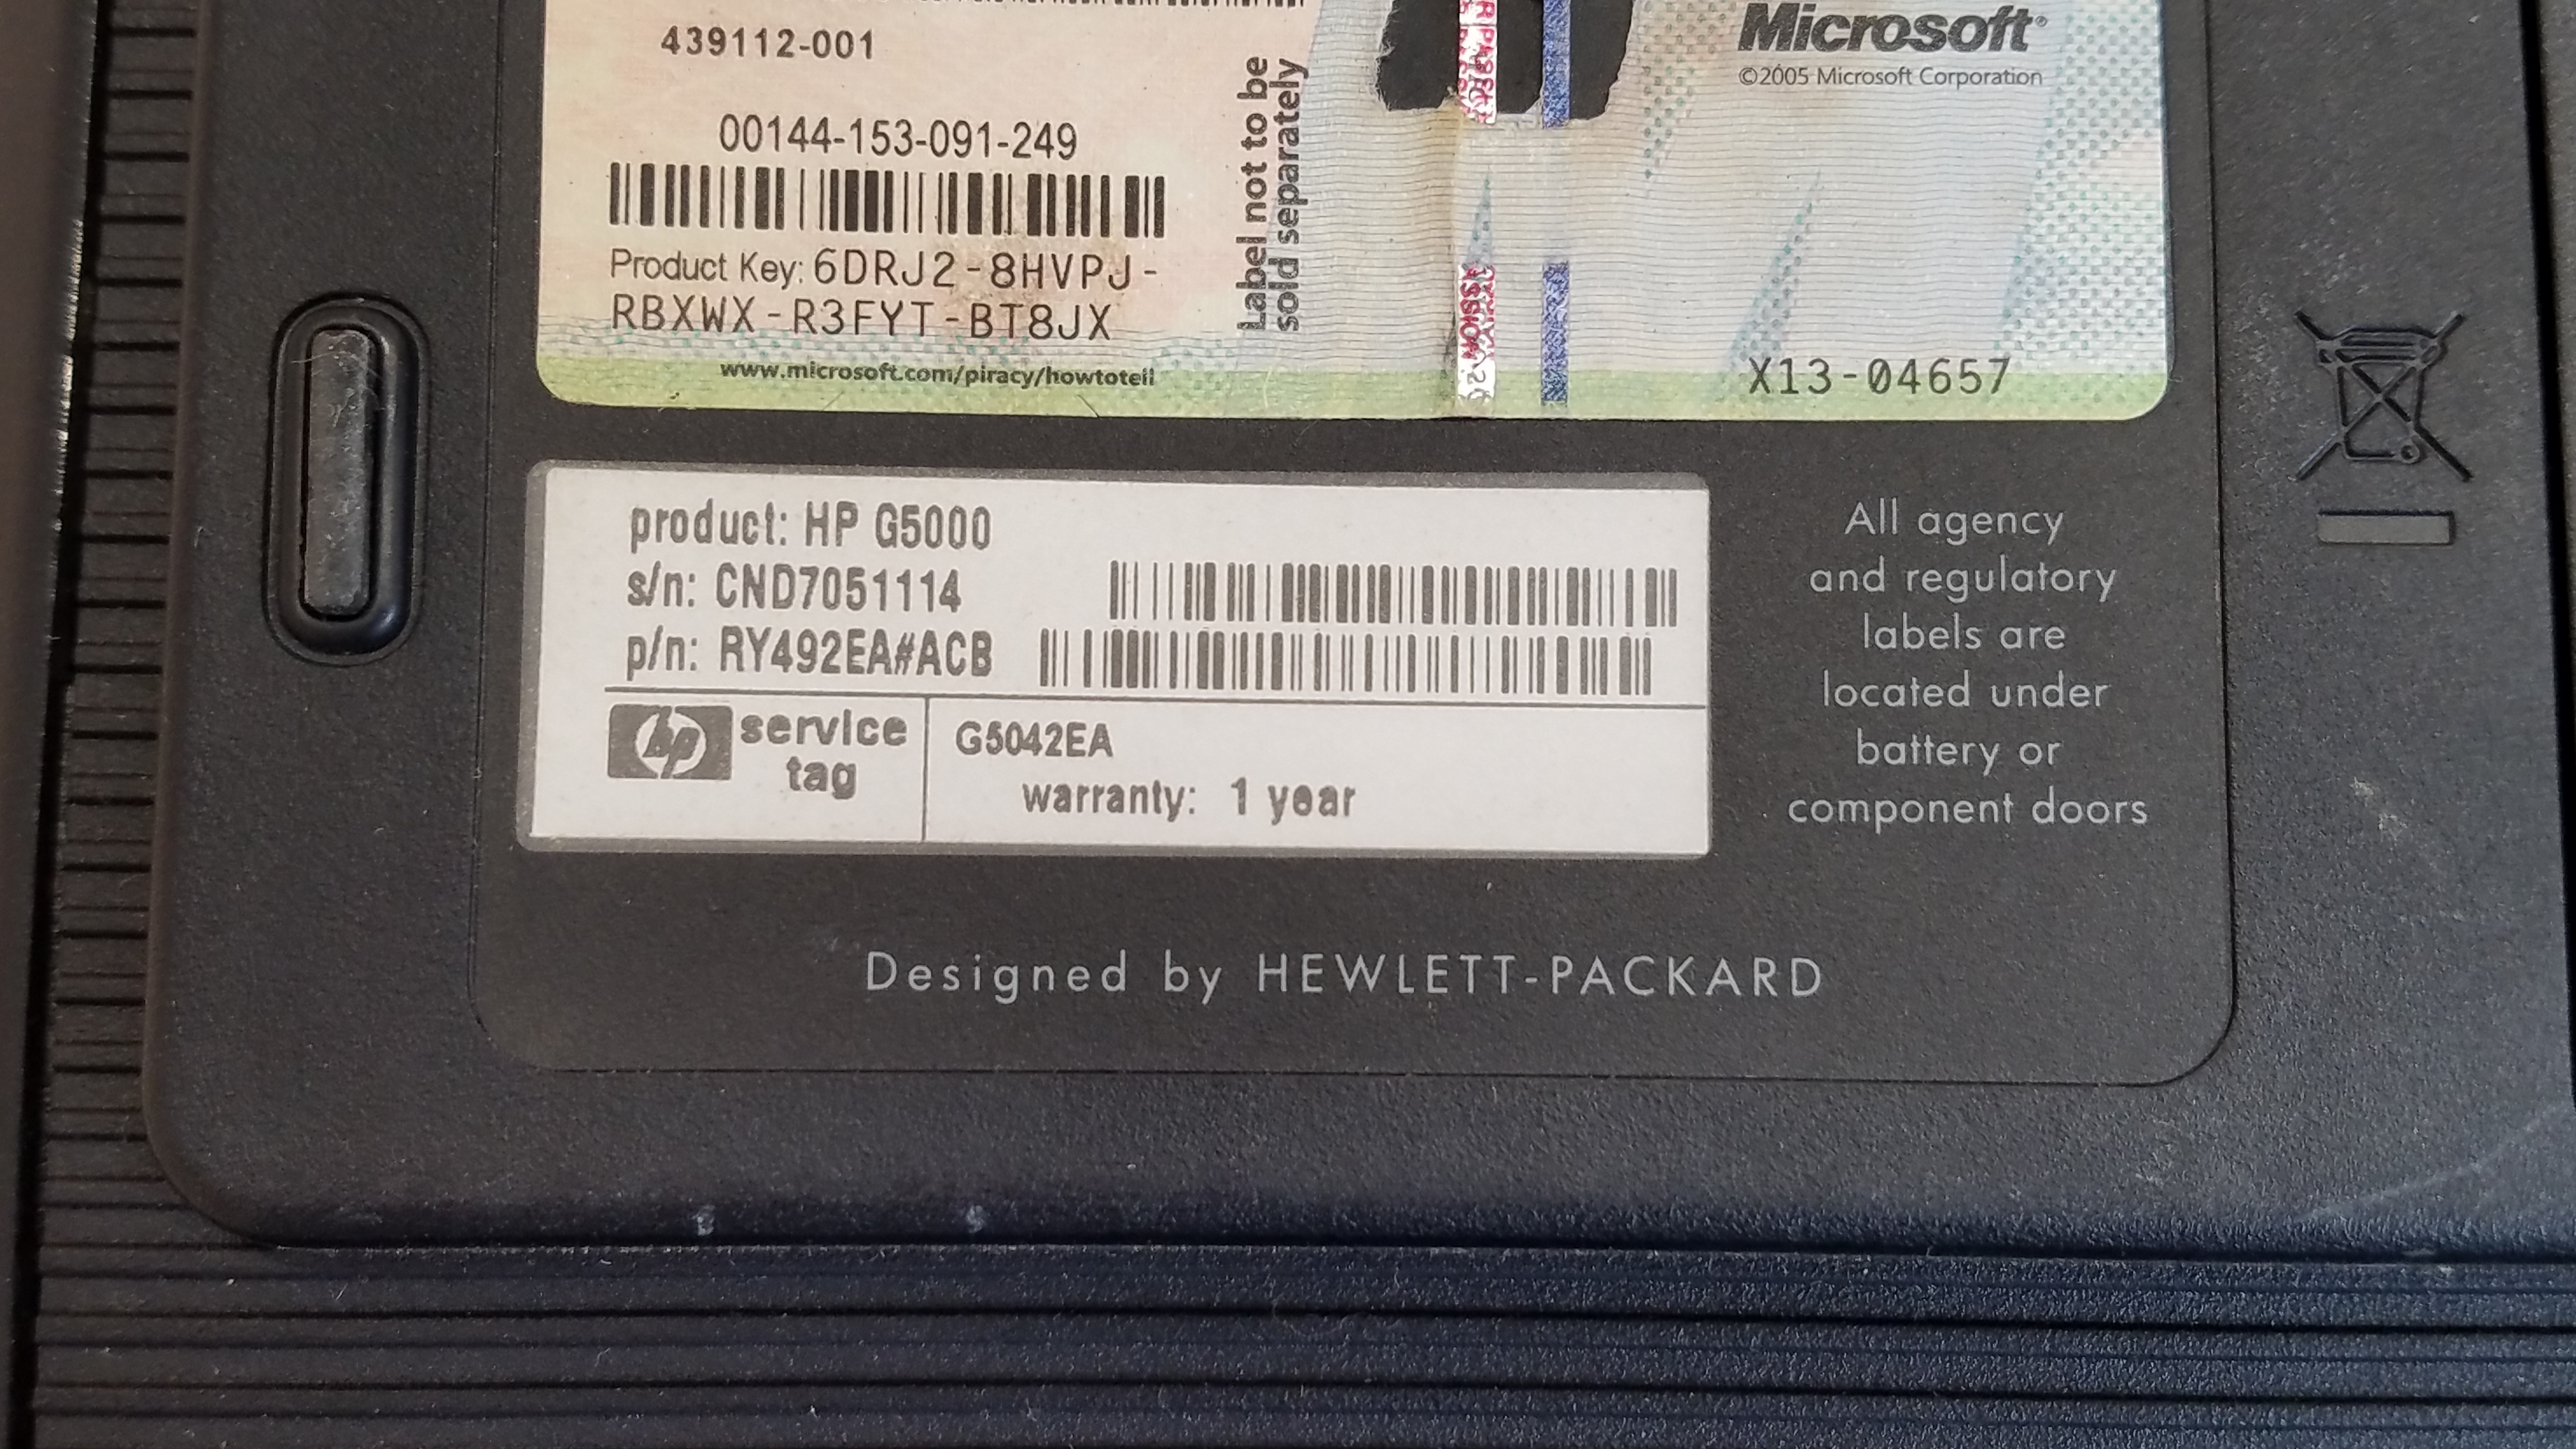 439112-001
00144-153-091-249
Product Key: 6DRJ2-8HVPJ-
RBXWX-R3FYT-BT8JX
www.microsoft.com/piracy/howtotell
Label not to be
sold separately
Microsoft®
©2005 Microsoft Corporation
X13-04657
product: HP G5000
s/n: CND7051114
p/n: RY492EA#ACB
hp service
tag
G5042EA
warranty: 1 year
All agency
and regulatory
labels are
located under
battery or
component doors
Designed by HEWLETT-PACKARD